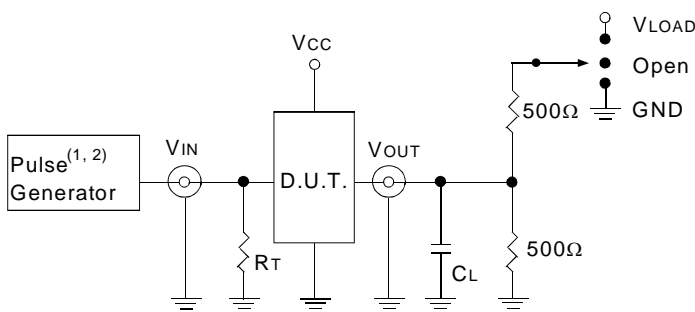 VLOAD
VCC
Open
500Ω
GND
VIN
VOUT
Pulse(1, 2)
Generator
D.U.T.
RT
CL
500Ω